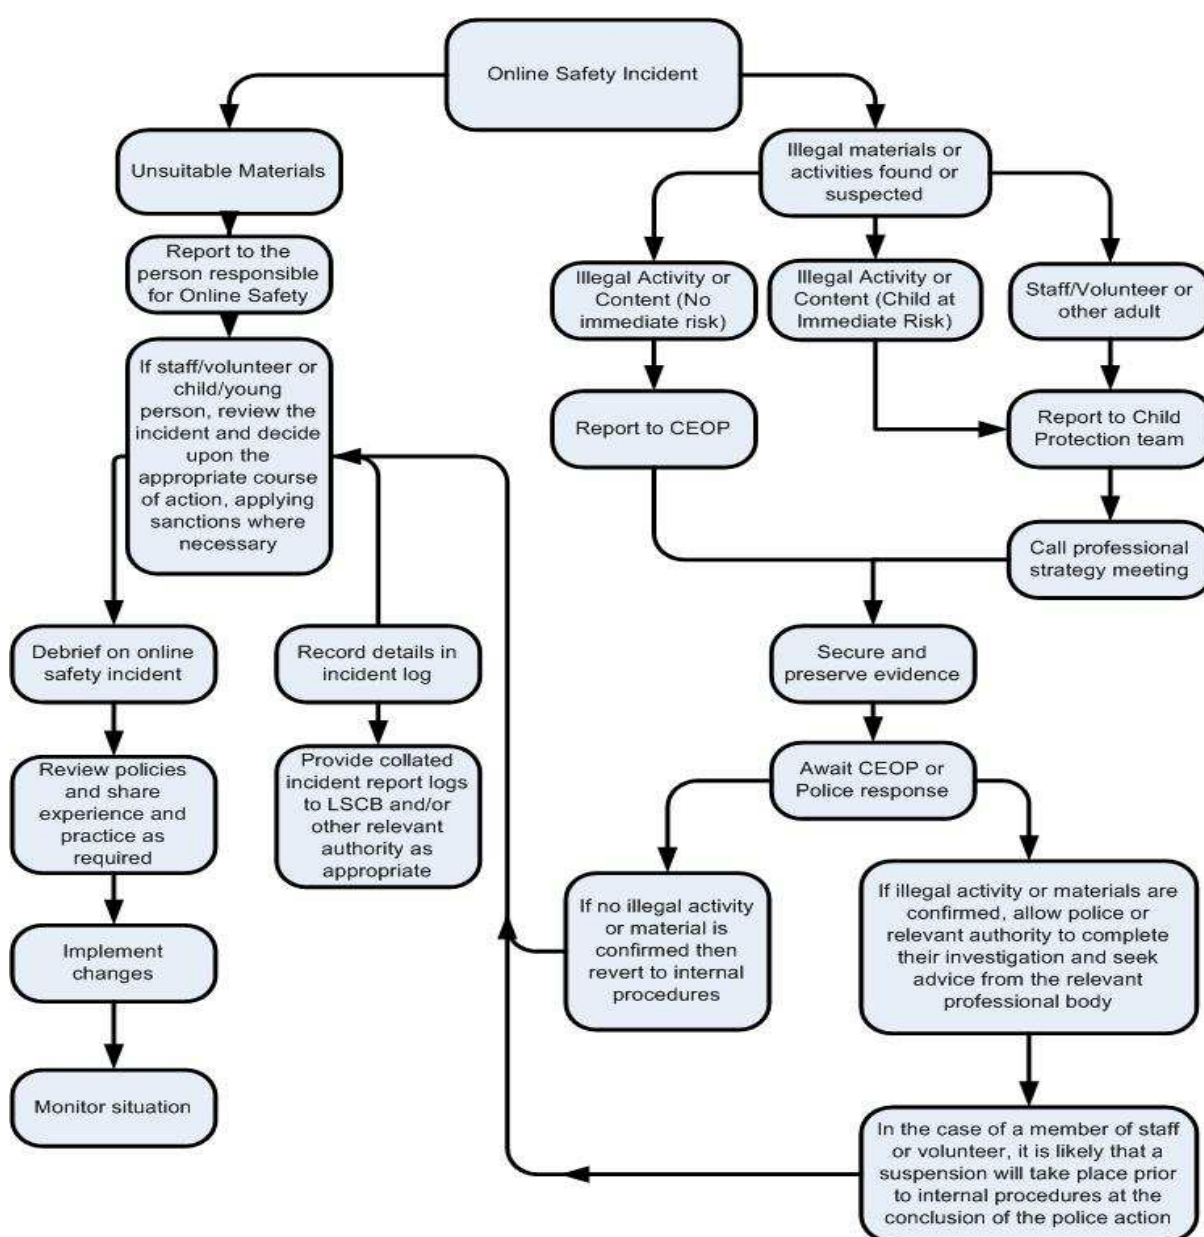 Online Safety Incident
Unsuitable Materials
Report to the
person responsible
for Online Safety
If staff/volunteer or
child/young
person, review the
incident and decide
upon the
appropriate course
of action, applying
sanctions where
necessary
Debrief on online
safety incident
Review policies
and share
experience and
practice as
required
Implement
changes
Monitor situation
Record details in
incident log
Provide collated
incident report logs
to LSCB and/or
other relevant
authority as
appropriate
Illegal materials or
activities found or
suspected
Illegal Activity or
Content (No
immediate risk)
Illegal Activity or
Content (Child at
Immediate Risk)
Staff/Volunteer or
other adult
Report to CEOP
Report to Child
Protection team
Call professional
strategy meeting
Secure and
preserve evidence
Await CEOP or
Police response
If no illegal activity
or material is
confirmed then
revert to internal
procedures
If illegal activity or materials are
confirmed, allow police or
relevant authority to complete
their investigation and seek
advice from the relevant
professional body
In the case of a member of staff
or volunteer, it is likely that a
suspension will take place prior
to internal procedures at the
conclusion of the police action